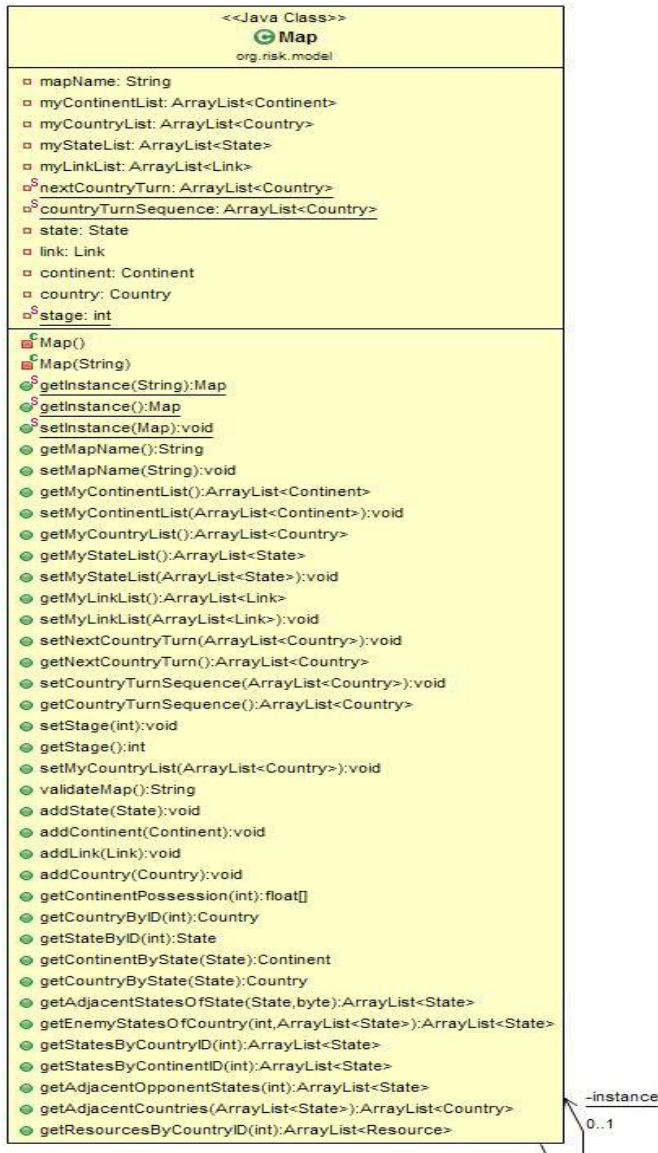 <<Java Class>>
Map
org.risk.model
mapName: String
myContinentList: ArrayList<Continent>
myCountryList: ArrayList<Country>
myStateList: ArrayList<State>
myLinkList: ArrayList<Link>
nextCountryTurn: ArrayList<Country>
countryTurnSequence: ArrayList<Country>
state: State
link: Link
continent: Continent
country: Country
stage: int
Map()
Map(String)
getInstance(String):Map
getInstance():Map
setInstance(Map):void
getMapName():String
setMapName(String):void
getMyContinentList():ArrayList<Continent>
setMyContinentList(ArrayList<Continent>):void
getMyCountryList():ArrayList<Country>
getMyStateList():ArrayList<State>
setMyStateList(ArrayList<State>):void
getMyLinkList():ArrayList<Link>
setMyLinkList(ArrayList<Link>):void
setNextCountryTurn(ArrayList<Country>):void
getNextCountryTurn():ArrayList<Country>
setCountryTurnSequence(ArrayList<Country>):void
getCountryTurnSequence():ArrayList<Country>
setStage(int):void
getStage():int
setMyCountryList(ArrayList<Country>):void
validateMap():String
addState(State):void
addContinent(Continent):void
addLink(Link):void
addCountry(Country):void
getContinentPossession(int):float[]
getCountryByID(int):Country
getStateByID(int):State
getContinentByState(State):Continent
getCountryByState(State):Country
getAdjacentStatesOfState(State,byte):ArrayList<State>
getEnemyStatesOfCountry(int,ArrayList<State>):ArrayList<State>
getStatesByCountryID(int):ArrayList<State>
getStatesByContinentID(int):ArrayList<State>
getAdjacentOpponentStates(int):ArrayList<State>
getAdjacentCountries(ArrayList<State>):ArrayList<Country>
getResourcesByCountryID(int):ArrayList<Resource>
-instance
0..1